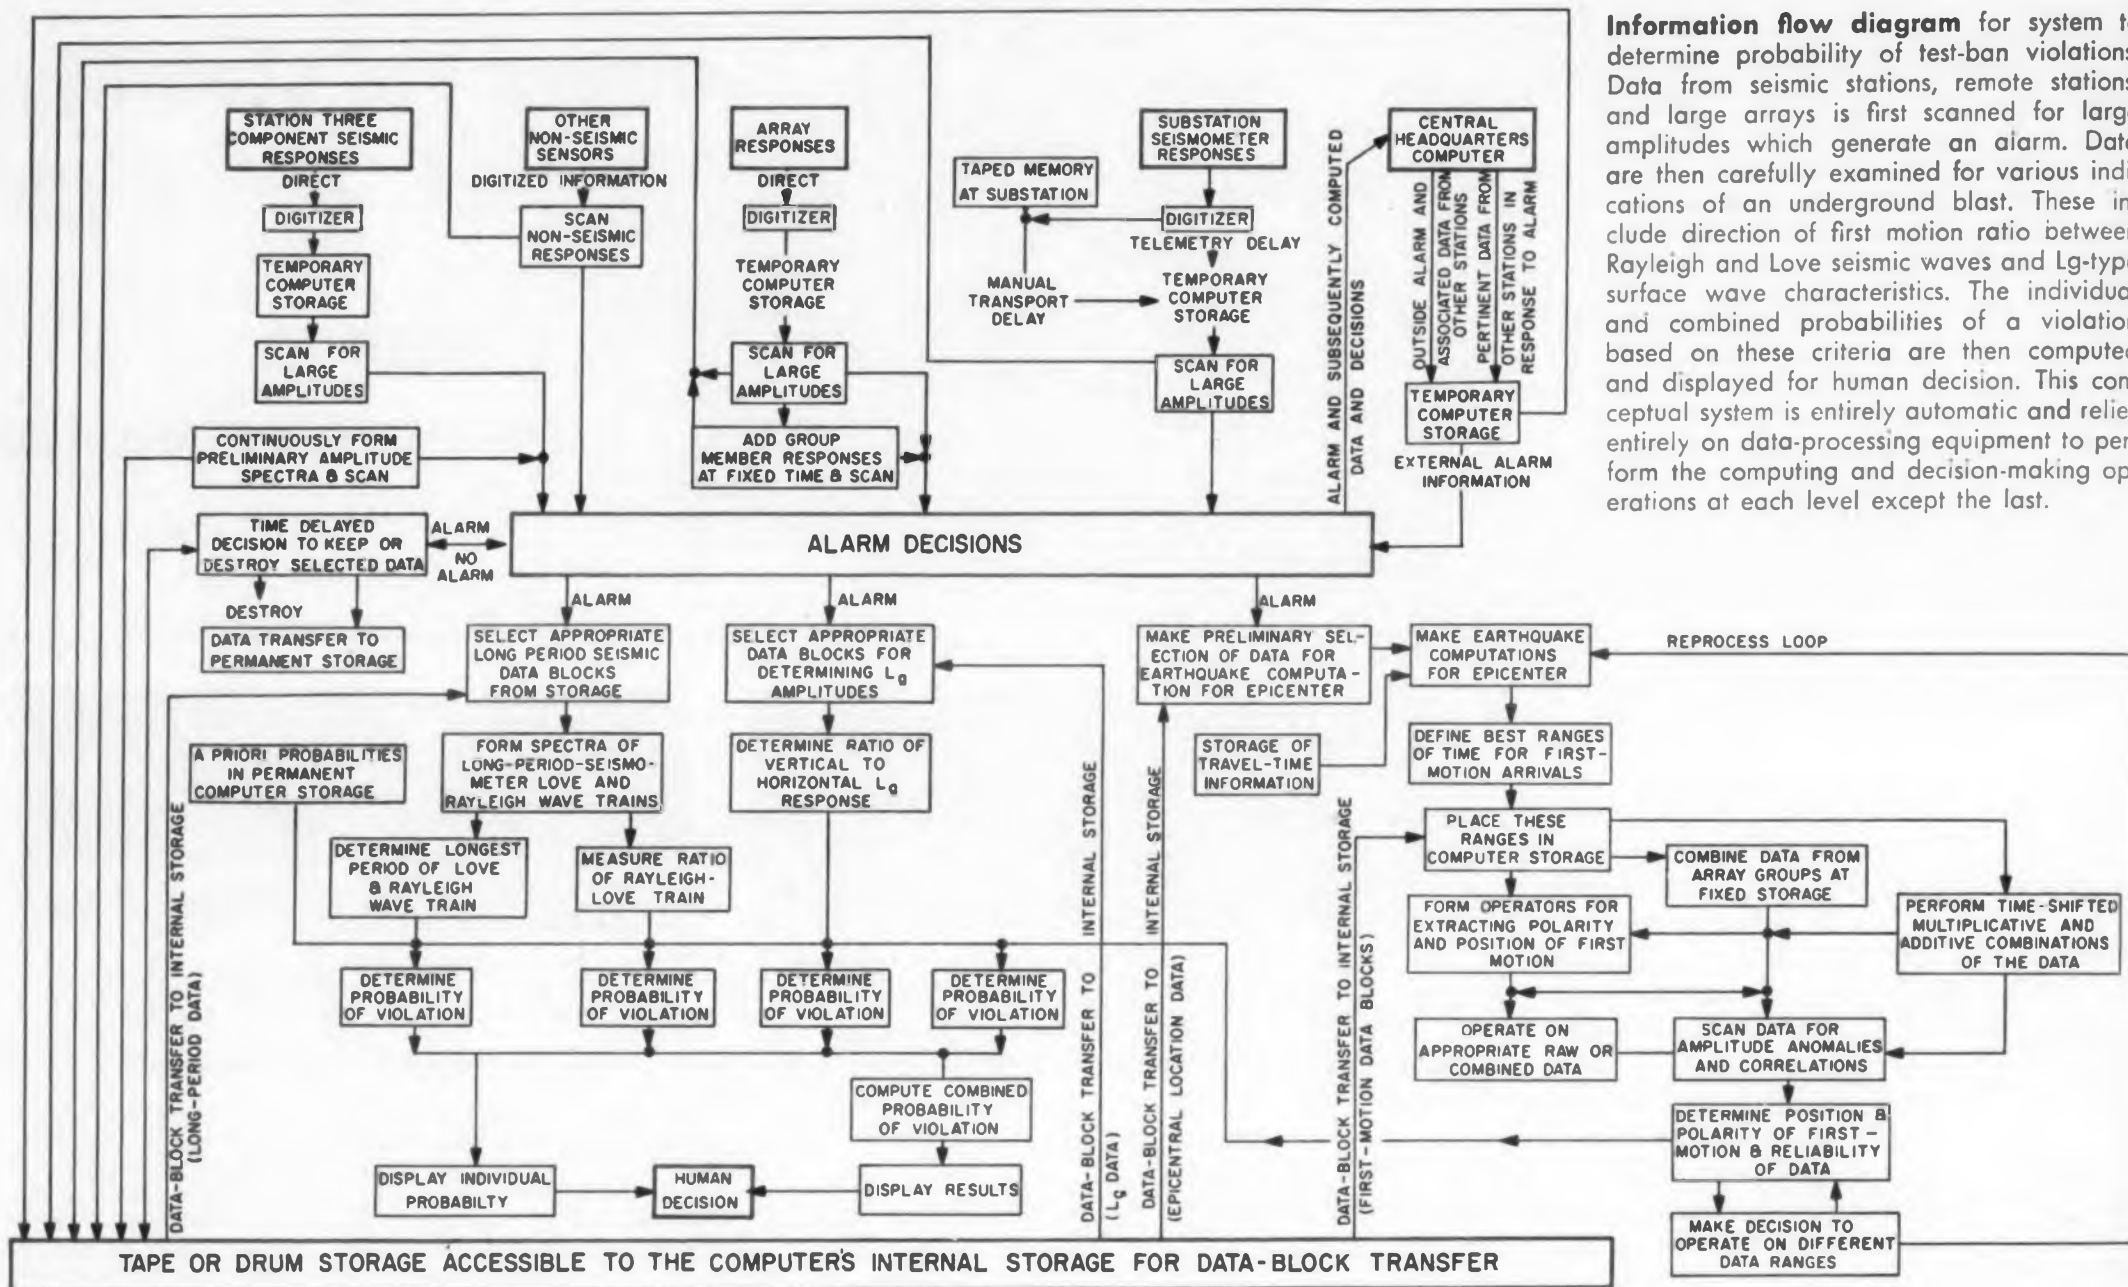 Information flow diagram for system t
determine probability of test-ban violations
Data from seismic stations, remote stations
and large arrays is first scanned for larg
amplitudes which generate an alarm. Data
are then carefully examined for various indi
cations of an underground blast. These in
clude direction of first motion ratio between
Rayleigh and Love seismic waves and Lg-type
surface wave characteristics. The individual
and combined probabilities of a violation
based on these criteria are then computed
and displayed for human decision. This con
ceptual system is entirely automatic and relie
entirely on data-processing equipment to per
form the computing and decision-making op
erations at each level except the last.
STATION THREE
COMPONENT SEISMIC
RESPONSES
DIRECT
DIGITIZER
TEMPORARY
COMPUTER
STORAGE
SCAN FOR
LARGE
AMPLITUDES
CONTINUOUSLY FORM
PRELIMINARY AMPLITUDE
SPECTRA & SCAN
OTHER
NON-SEISMIC
SENSORS
DIGITIZED INFORMATION
SCAN
NON-SEISMIC
RESPONSES
ARRAY
RESPONSES
DIRECT
DIGITIZER
TEMPORARY
COMPUTER
STORAGE
SCAN FOR
LARGE
AMPLITUDES
ADD GROUP
MEMBER RESPONSES
AT FIXED TIME & SCAN
TAPED MEMORY
AT SUBSTATION
MANUAL
TRANSPORT
DELAY
SUBSTATION
SEISMOMETER
RESPONSES
DIGITIZER
TELEMETRY DELAY
TEMPORARY
COMPUTER
STORAGE
SCAN FOR
LARGE
AMPLITUDES
ALARM AND SUBSEQUENTLY COMPUTED
DATA AND DECISIONS
CENTRAL
HEADQUARTERS
COMPUTER
OUTSIDE ALARM AND
ASSOCIATED DATA FROM
OTHER STATIONS
PERTINENT DATA FROM
OTHER STATIONS IN
RESPONSE TO ALARM
TEMPORARY
COMPUTER
STORAGE
EXTERNAL ALARM
INFORMATION
TIME DELAYED
DECISION TO KEEP OR
DESTROY SELECTED DATA
ALARM
NO
ALARM
ALARM DECISIONS
DESTROY
DATA TRANSFER TO
PERMANENT STORAGE
ALARM
SELECT APPROPRIATE
LONG PERIOD SEISMIC
DATA BLOCKS
FROM STORAGE
ALARM
SELECT APPROPRIATE
DATA BLOCKS FOR
DETERMINING Lg
AMPLITUDES
ALARM
MAKE PRELIMINARY SEL-
ECTION OF DATA FOR
EARTHQUAKE COMPUTA-
TION FOR EPICENTER
MAKE EARTHQUAKE
COMPUTATIONS
FOR EPICENTER
REPROCESS LOOP
A PRIORI PROBABILITIES
IN PERMANENT
COMPUTER STORAGE
FORM SPECTRA OF
LONG-PERIOD-SEISMO-
METER LOVE AND
RAYLEIGH WAVE TRAINS
DETERMINE RATIO OF
VERTICAL TO
HORIZONTAL Lg
RESPONSE
STORAGE OF
TRAVEL-TIME
INFORMATION
DEFINE BEST RANGES
OF TIME FOR FIRST-
MOTION ARRIVALS
DETERMINE LONGEST
PERIOD OF LOVE
& RAYLEIGH
WAVE TRAIN
MEASURE RATIO
OF RAYLEIGH-
LOVE TRAIN
PLACE THESE
RANGES IN
COMPUTER STORAGE
COMBINE DATA FROM
ARRAY GROUPS AT
FIXED STORAGE
FORM OPERATORS FOR
EXTRACTING POLARITY
AND POSITION OF FIRST
MOTION
PERFORM TIME-SHIFTED
MULTIPLICATIVE AND
ADDITIVE COMBINATIONS
OF THE DATA
DETERMINE
PROBABILITY
OF VIOLATION
DETERMINE
PROBABILITY
OF VIOLATION
DETERMINE
PROBABILITY
OF VIOLATION
DETERMINE
PROBABILITY
OF VIOLATION
OPERATE ON
APPROPRIATE RAW OR
COMBINED DATA
SCAN DATA FOR
AMPLITUDE ANOMALIES
AND CORRELATIONS
COMPUTE COMBINED
PROBABILITY
OF VIOLATION
DETERMINE POSITION &
POLARITY OF FIRST-
MOTION & RELIABILITY
OF DATA
DISPLAY INDIVIDUAL
PROBABILTY
HUMAN
DECISION
DISPLAY RESULTS
MAKE DECISION TO
OPERATE ON DIFFERENT
DATA RANGES
DATA-BLOCK TRANSFER TO INTERNAL STORAGE
(LONG-PERIOD DATA)
DATA-BLOCK TRANSFER TO INTERNAL STORAGE
(Lg DATA)
DATA-BLOCK TRANSFER TO INTERNAL STORAGE
(EPICENTRAL LOCATION DATA)
DATA-BLOCK TRANSFER TO INTERNAL STORAGE
(FIRST-MOTION DATA BLOCKS)
TAPE OR DRUM STORAGE ACCESSIBLE TO THE COMPUTER'S INTERNAL STORAGE FOR DATA-BLOCK TRANSFER